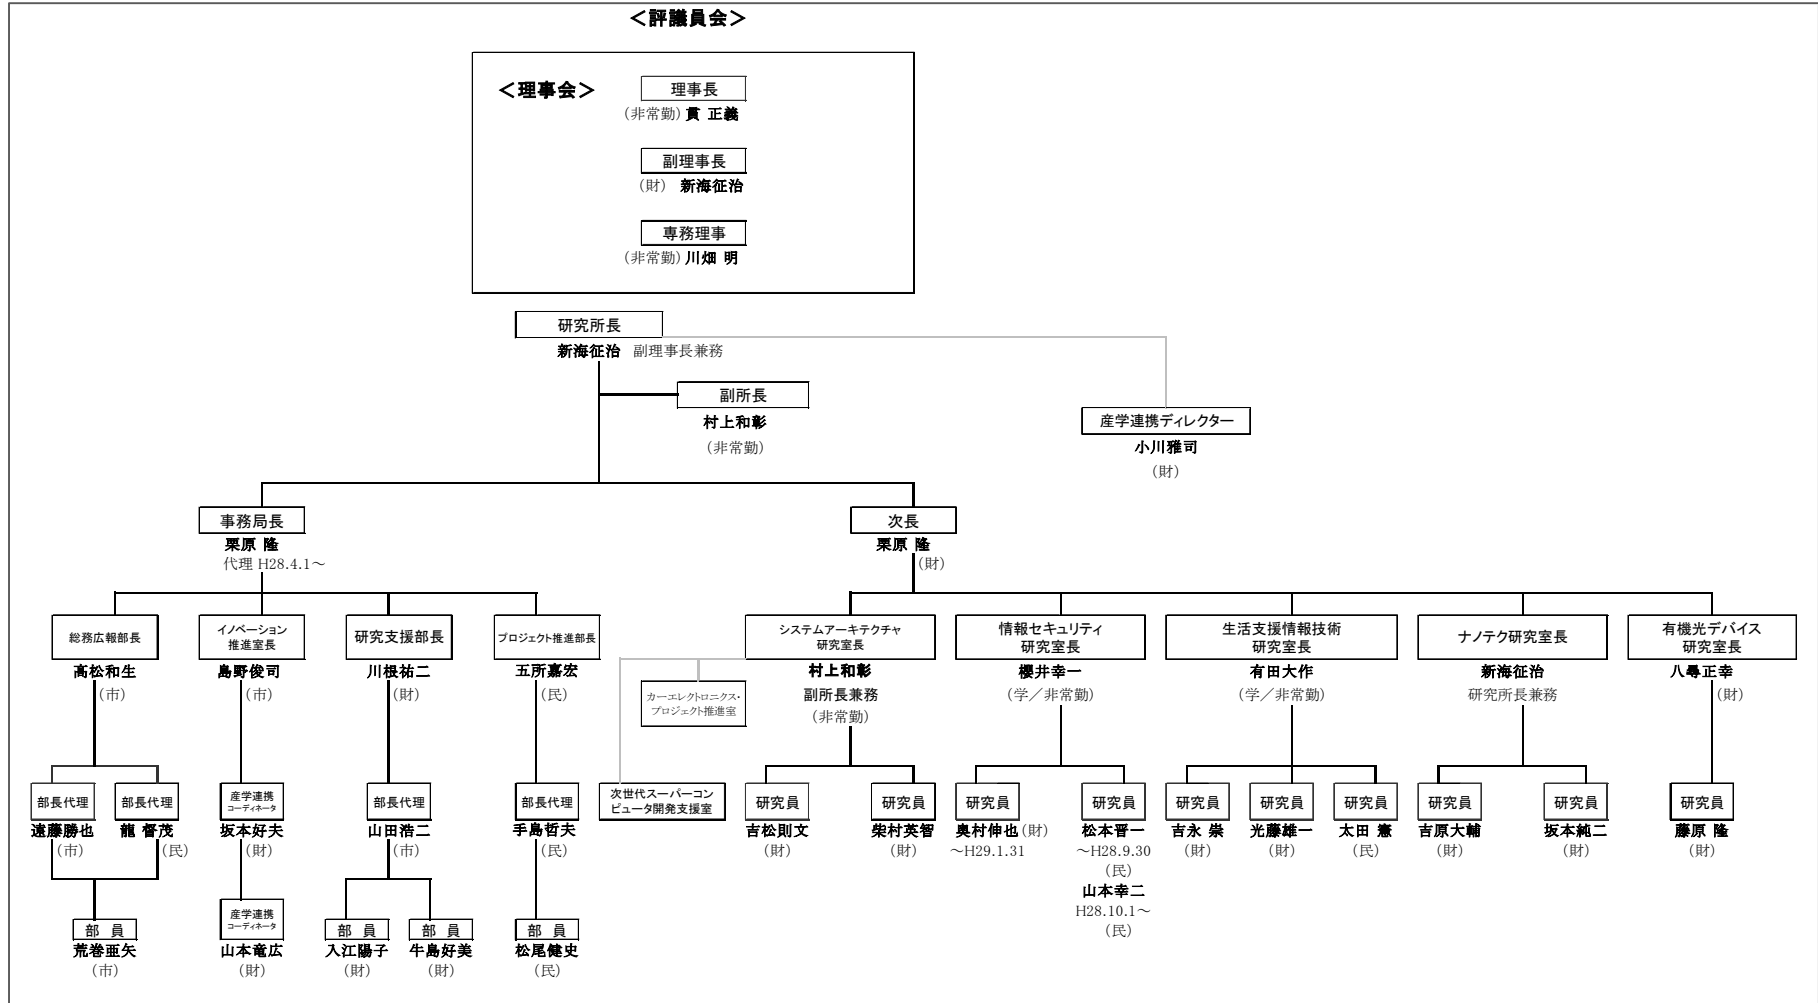 ＜評議員会＞
＜理事会＞
理事長
(非常勤) 貫 正義
副理事長
(財) 新海征治
専務理事
(非常勤) 川畑 明
研究所長
新海征治 副理事長兼務
副所長
村上和彰
(非常勤)
産学連携ディレクター
小川雅司
(財)
事務局長
栗原 隆
代理 H28.4.1～
次長
栗原 隆
(財)
総務広報部長
高松和生
(市)
イノベーション
推進室長
島野俊司
(市)
研究支援部長
川根祐二
(財)
プロジェクト推進部長
五所嘉宏
(民)
システムアーキテクチャ
研究室長
村上和彰
副所長兼務
(非常勤)
カーエレクトロニクス・
プロジェクト推進室
情報セキュリティ
研究室長
櫻井幸一
(学／非常勤)
生活支援情報技術
研究室長
有田大作
(学／非常勤)
ナノテク研究室長
新海征治
研究所長兼務
有機光デバイス
研究室長
八尋正幸
(財)
部長代理
遠藤勝也
(市)
部長代理
龍 督茂
(民)
産学連携
コーディネータ
坂本好夫
(財)
部長代理
山田浩二
(市)
部長代理
手島哲夫
(民)
次世代スーパーコン
ピュータ開発支援室
研究員
吉松則文
(財)
研究員
柴村英智
(財)
研究員
奥村伸也(財)
～H29.1.31
研究員
松本晋一
～H28.9.30
(民)
山本幸二
H28.10.1～
(民)
研究員
吉永 崇
(財)
研究員
光藤雄一
(財)
研究員
太田 憲
(民)
研究員
吉原大輔
(財)
研究員
坂本純二
(財)
研究員
藤原 隆
(財)
部 員
荒巻亜矢
(市)
産学連携
コーディネータ
山本竜広
(財)
部 員
入江陽子
(財)
部 員
牛島好美
(財)
部 員
松尾健史
(民)